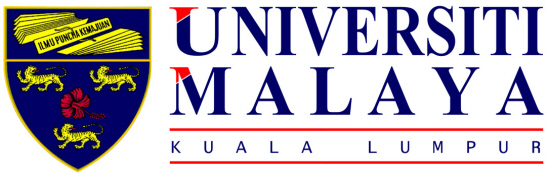 ILMU PUNCHA KEMAJUAN
UNIVERSITI
MALAYA
KUALA LUMPUR